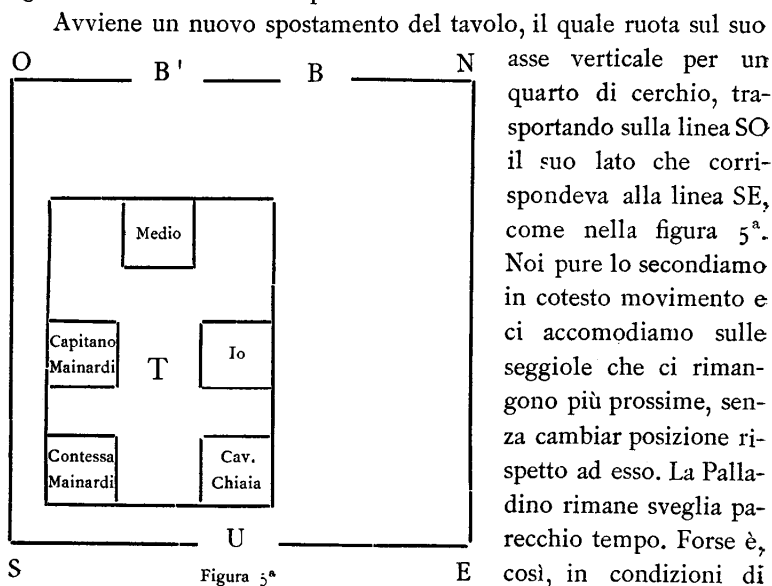 Avviene un nuovo spostamento del tavolo, il quale ruota sul suo
asse verticale per un
quarto di cerchio, tra-
sportando sulla linea SO
il suo lato che corri-
spondeva alla linea SE,
come nella figura 5ª.
Noi pure lo secondiamo
in cotesto movimento e
ci accomodiamo sulle
seggiole che ci riman-
gono più prossime, sen-
za cambiar posizione ri-
spetto ad esso. La Palla-
dino rimane sveglia pa-
recchio tempo. Forse è,
così, in condizioni di
O B' B N
Medio
Capitano
Mainardi
T
Io
Contessa
Mainardi
Cav.
Chiaia
U
S Figura 5ª E